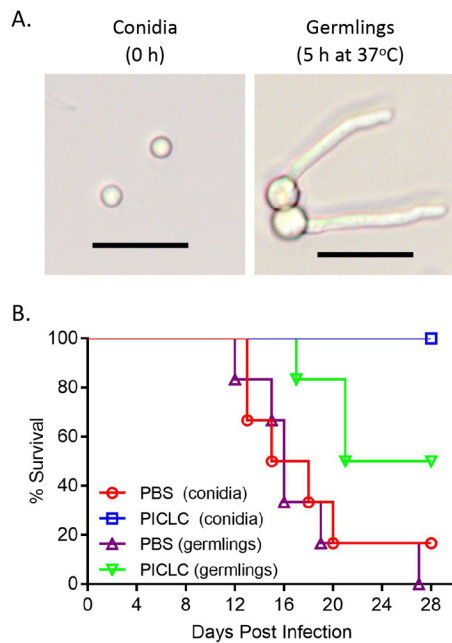 A.
Conidia
(0 h)
Germlings
(5 h at 37ºC)
B.
% Survival
100
80
60
40
20
0
PBS (conidia)
PICLC (conidia)
PBS (germlings)
PICLC (germlings)
0 4 8 12 16 20 24 28
Days Post Infection